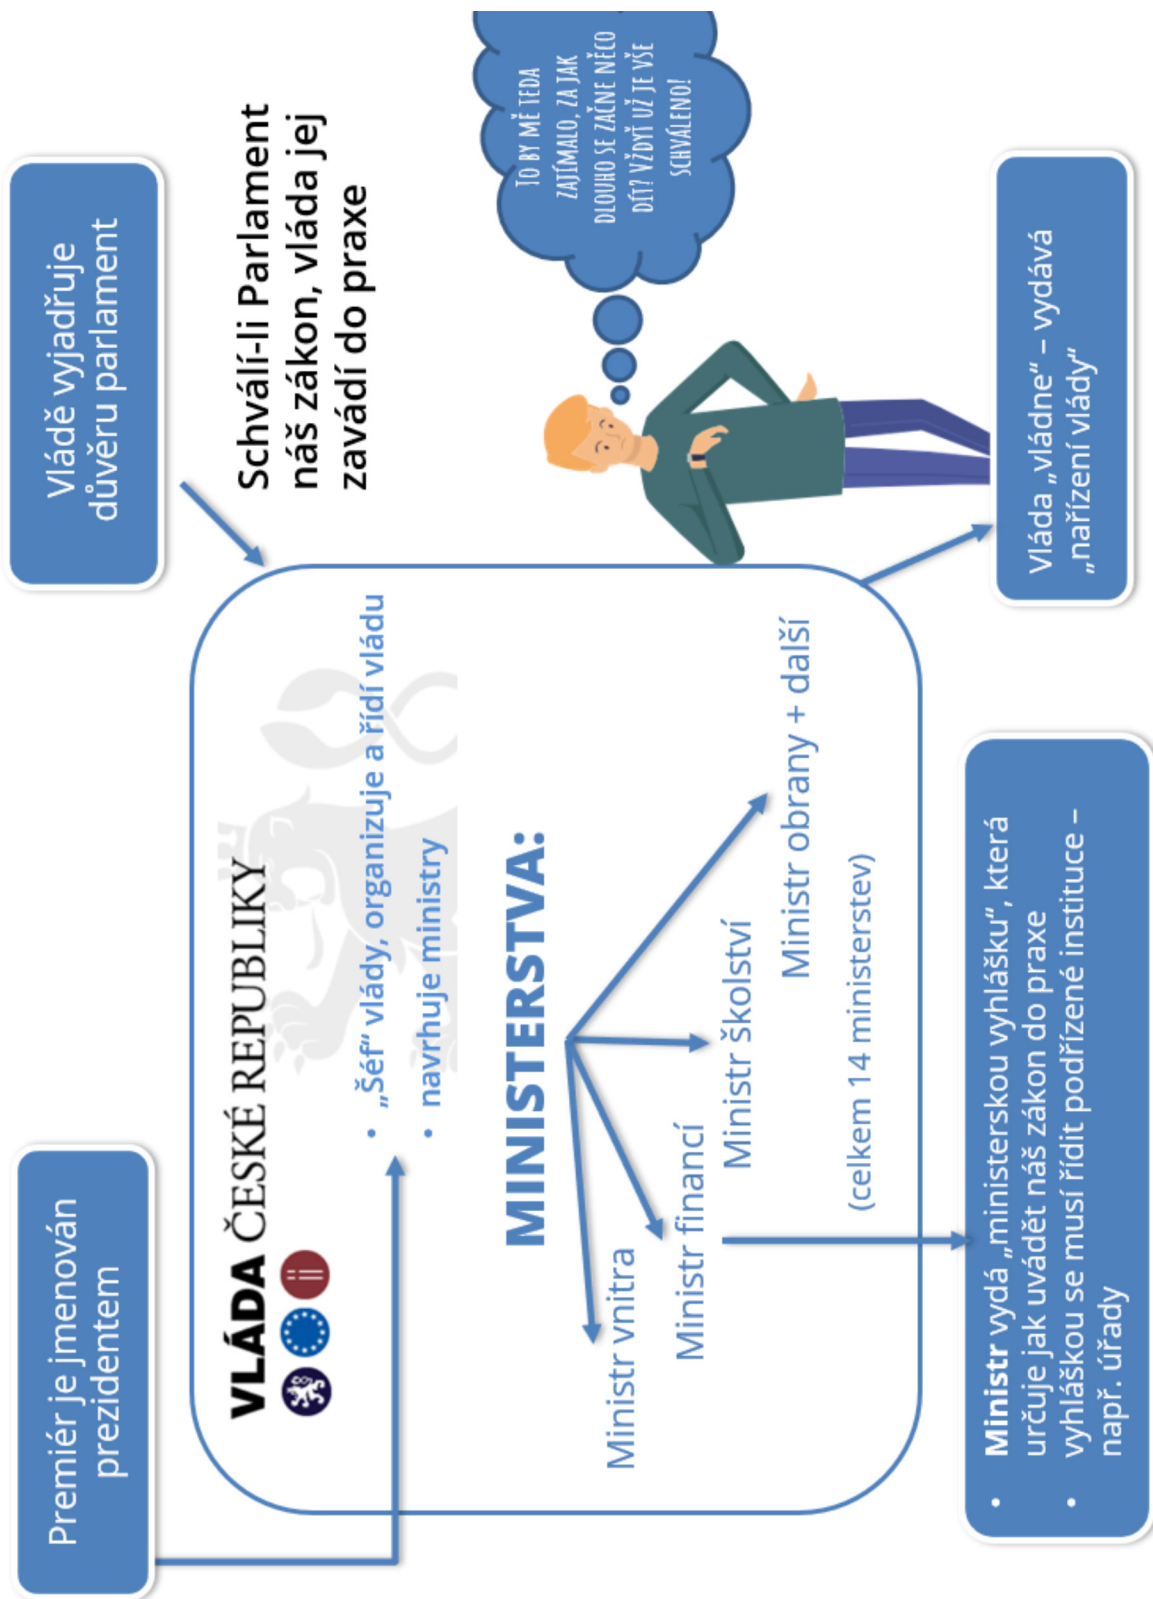 Premiér je jmenován
prezidentem
Vládě vyjadřuje
důvěru parlament
VLÁDA ČESKÉ REPUBLIKY
• „Šéf“ vlády, organizuje a řídí vládu
• navrhuje ministry
Schválí-li Parlament
náš zákon, vláda jej
zavádí do praxe
MINISTERSTVA:
Ministr vnitra
Ministr financí
Ministr školství
Ministr obrany + další
(celkem 14 ministerstev)
TO BY MĚ TEDA
ZAJÍMALO, ZA JAK
DLOUHO SE ZAČNE NĚCO
DÍT? VŽDYŤ UŽ JE VŠE
SCHVÁLENO!
• Ministr vydá „ministerskou vyhlášku“, která
určuje jak uvádět náš zákon do praxe
• vyhláškou se musí řídit podřízené instituce –
např. úřady
Vláda „vládne“ – vydává
„nařízení vlády“